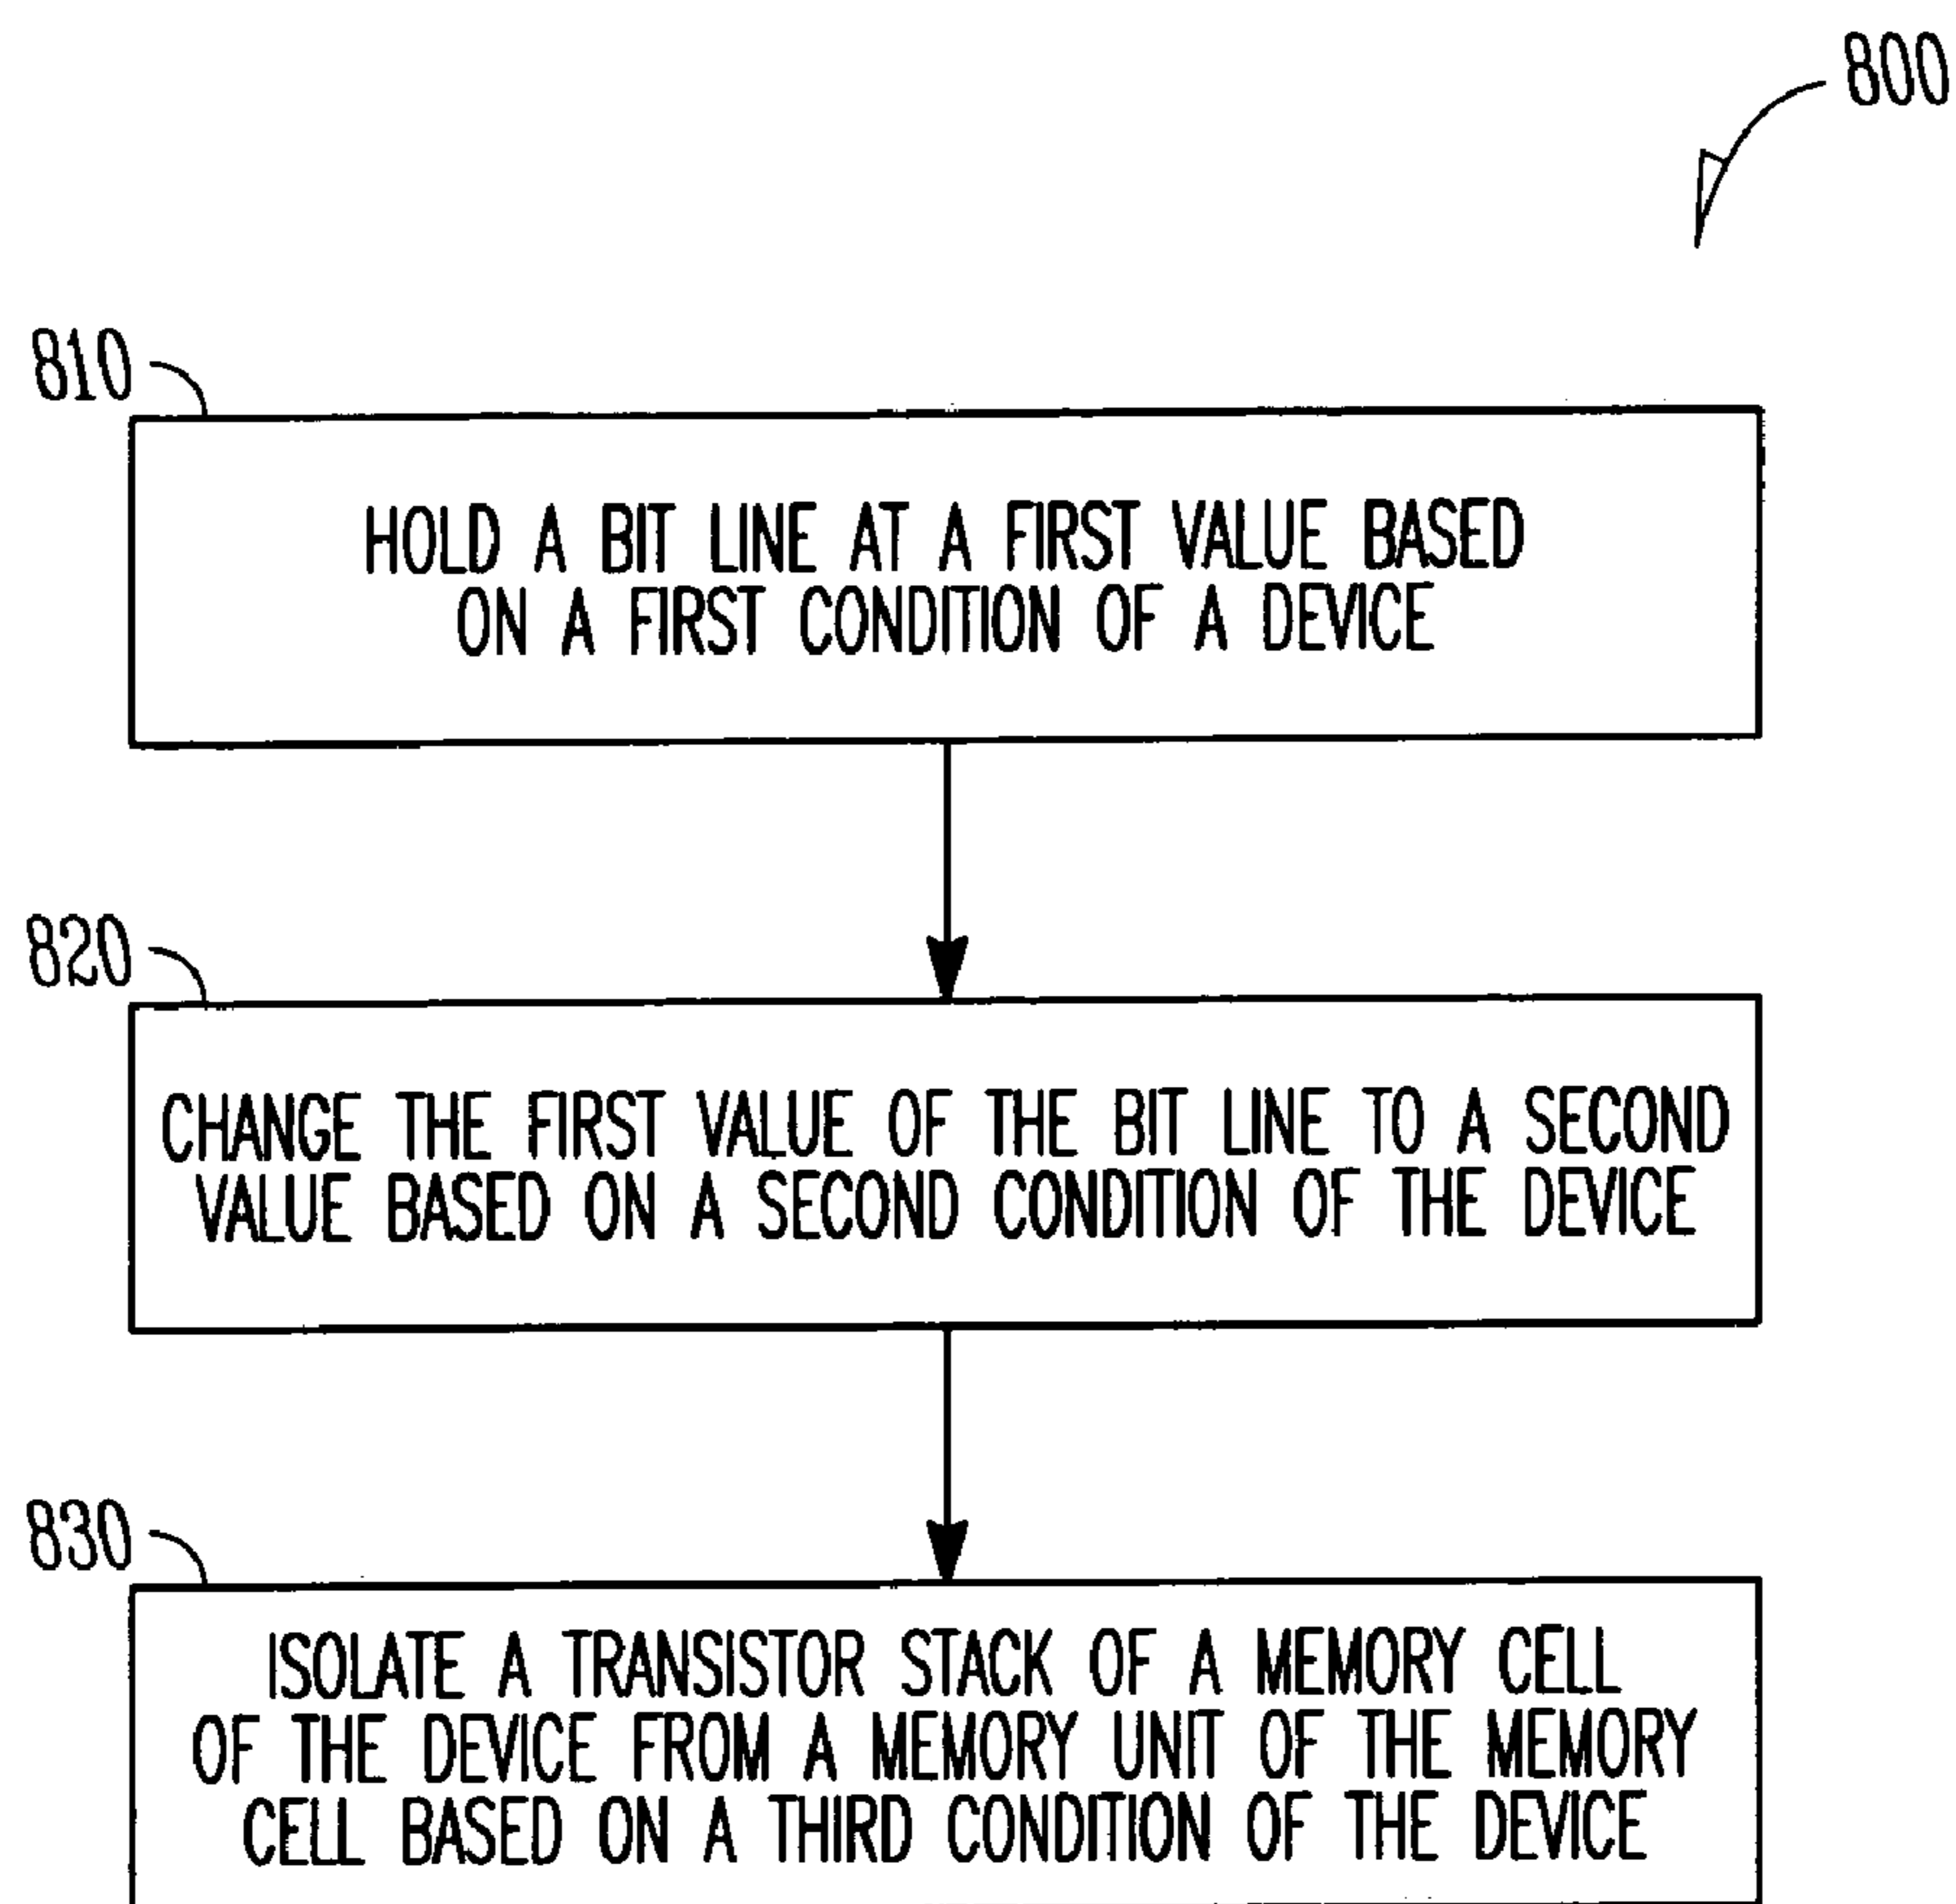 800
810
HOLD A BIT LINE AT A FIRST VALUE BASED
ON A FIRST CONDITION OF A DEVICE
820
CHANGE THE FIRST VALUE OF THE BIT LINE TO A SECOND
VALUE BASED ON A SECOND CONDITION OF THE DEVICE
830
ISOLATE A TRANSISTOR STACK OF A MEMORY CELL
OF THE DEVICE FROM A MEMORY UNIT OF THE MEMORY
CELL BASED ON A THIRD CONDITION OF THE DEVICE